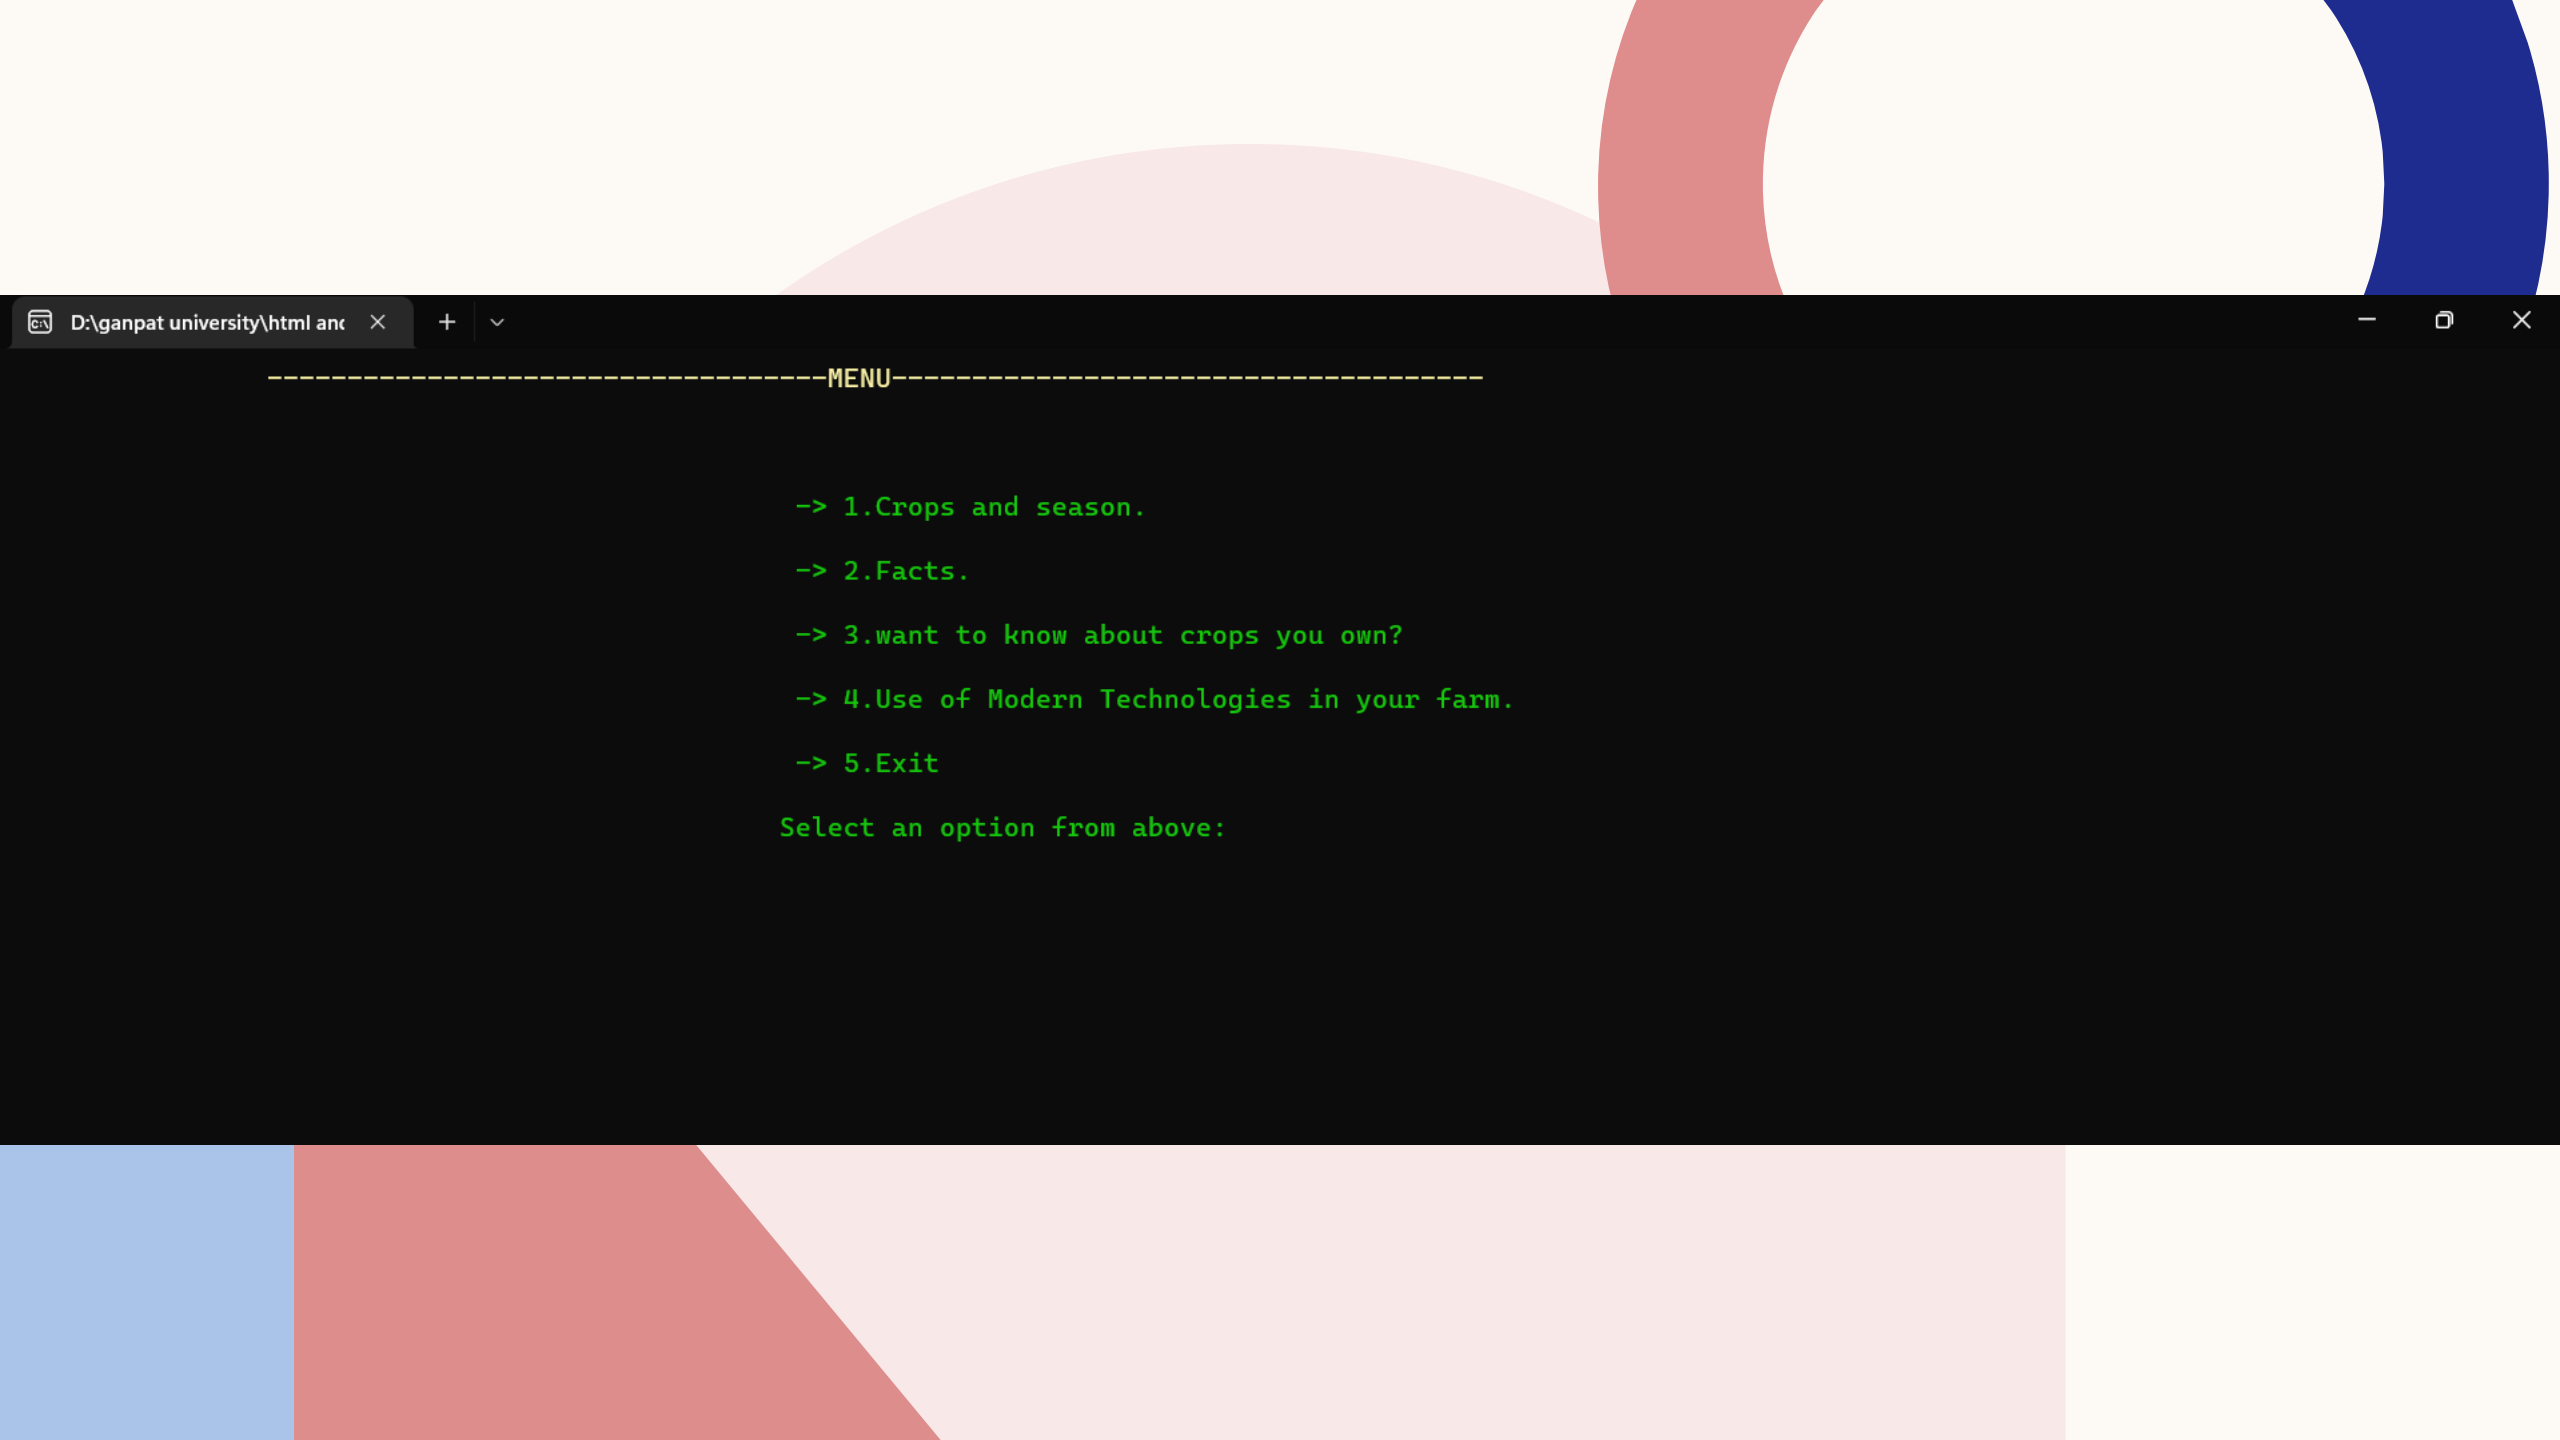 D:\ganpat university\html and
-----------------------------------MENU-------------------------------------
-> 1.Crops and season.
-> 2.Facts.
-> 3.want to know about crops you own?
-> 4.Use of Modern Technologies in your farm.
-> 5.Exit
Select an option from above: